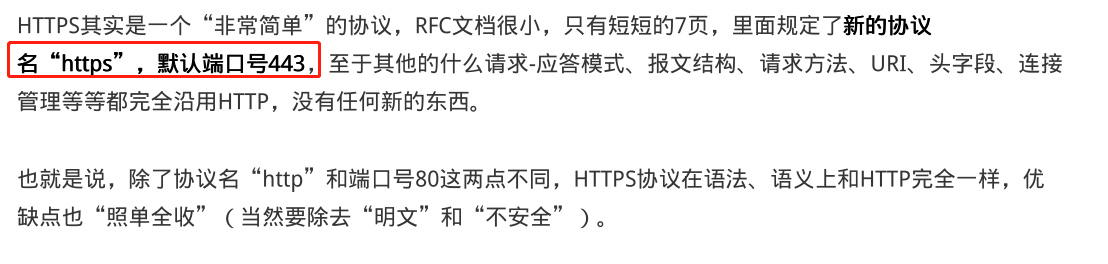 HTTPS其实是一个“非常简单”的协议，RFC文档很小，只有短短的7页，里面规定了新的协议
名“https”，默认端口号443，至于其他的什么请求-应答模式、报文结构、请求方法、URI、头字段、连接
管理等等都完全沿用HTTP，没有任何新的东西。
也就是说，除了协议名“http”和端口号80这两点不同，HTTPS协议在语法、语义上和HTTP完全一样，优
缺点也“照单全收”（当然要除去“明文”和“不安全”）。